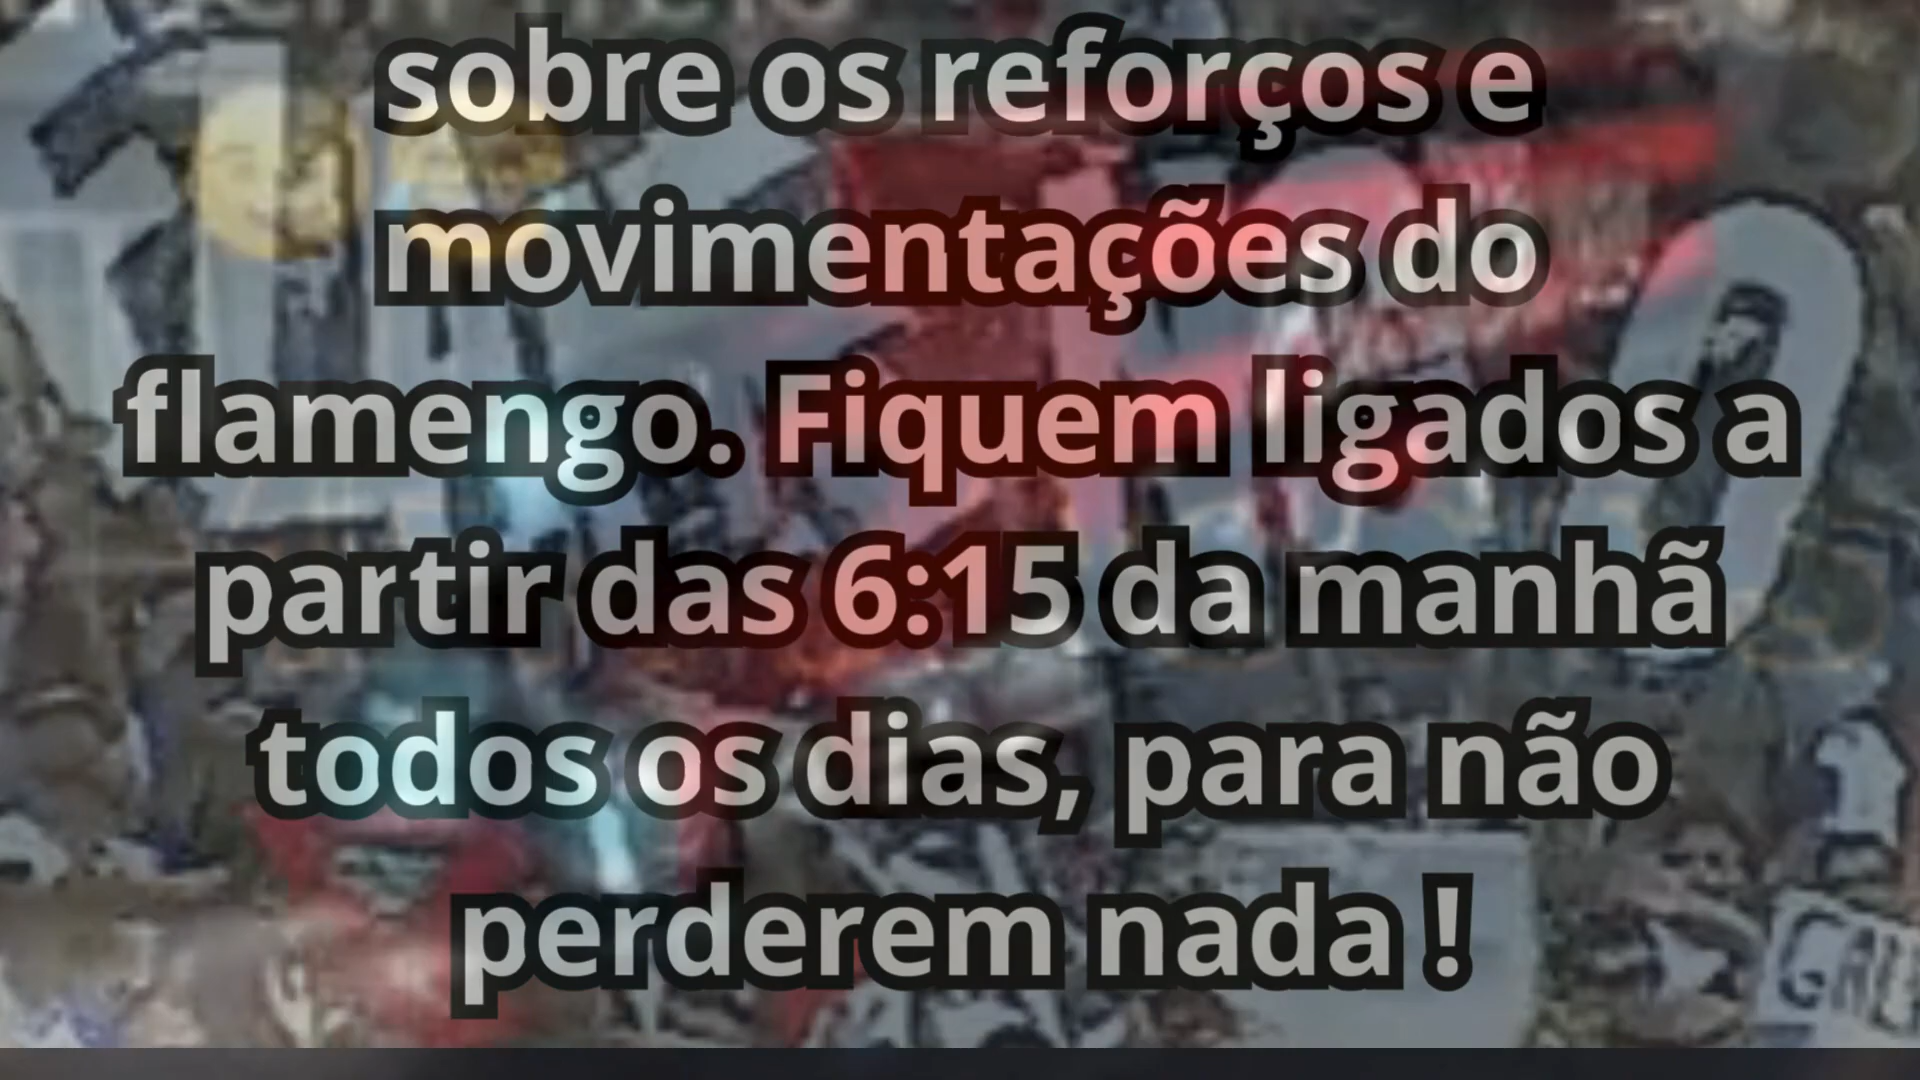 sobre os reforços e
movimentações do
flamengo. Fiquem ligados a
partir das 6:15 da manhã
todos os dias, para não
perderem nada !